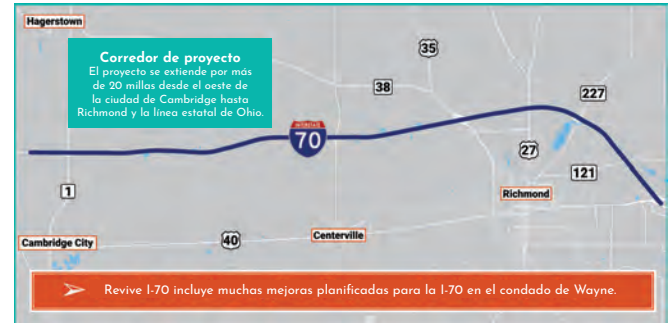 Hagerstown
Corredor de proyecto
El proyecto se extiende por más
de 20 millas desde el oeste de
la ciudad de Cambridge hasta
Richmond y la línea estatal de Ohio.
35
38
227
70
27
121
1
Richmond
Cambridge City
40
Centerville
Revive I-70 incluye muchas mejoras planificadas para la I-70 en el condado de Wayne.